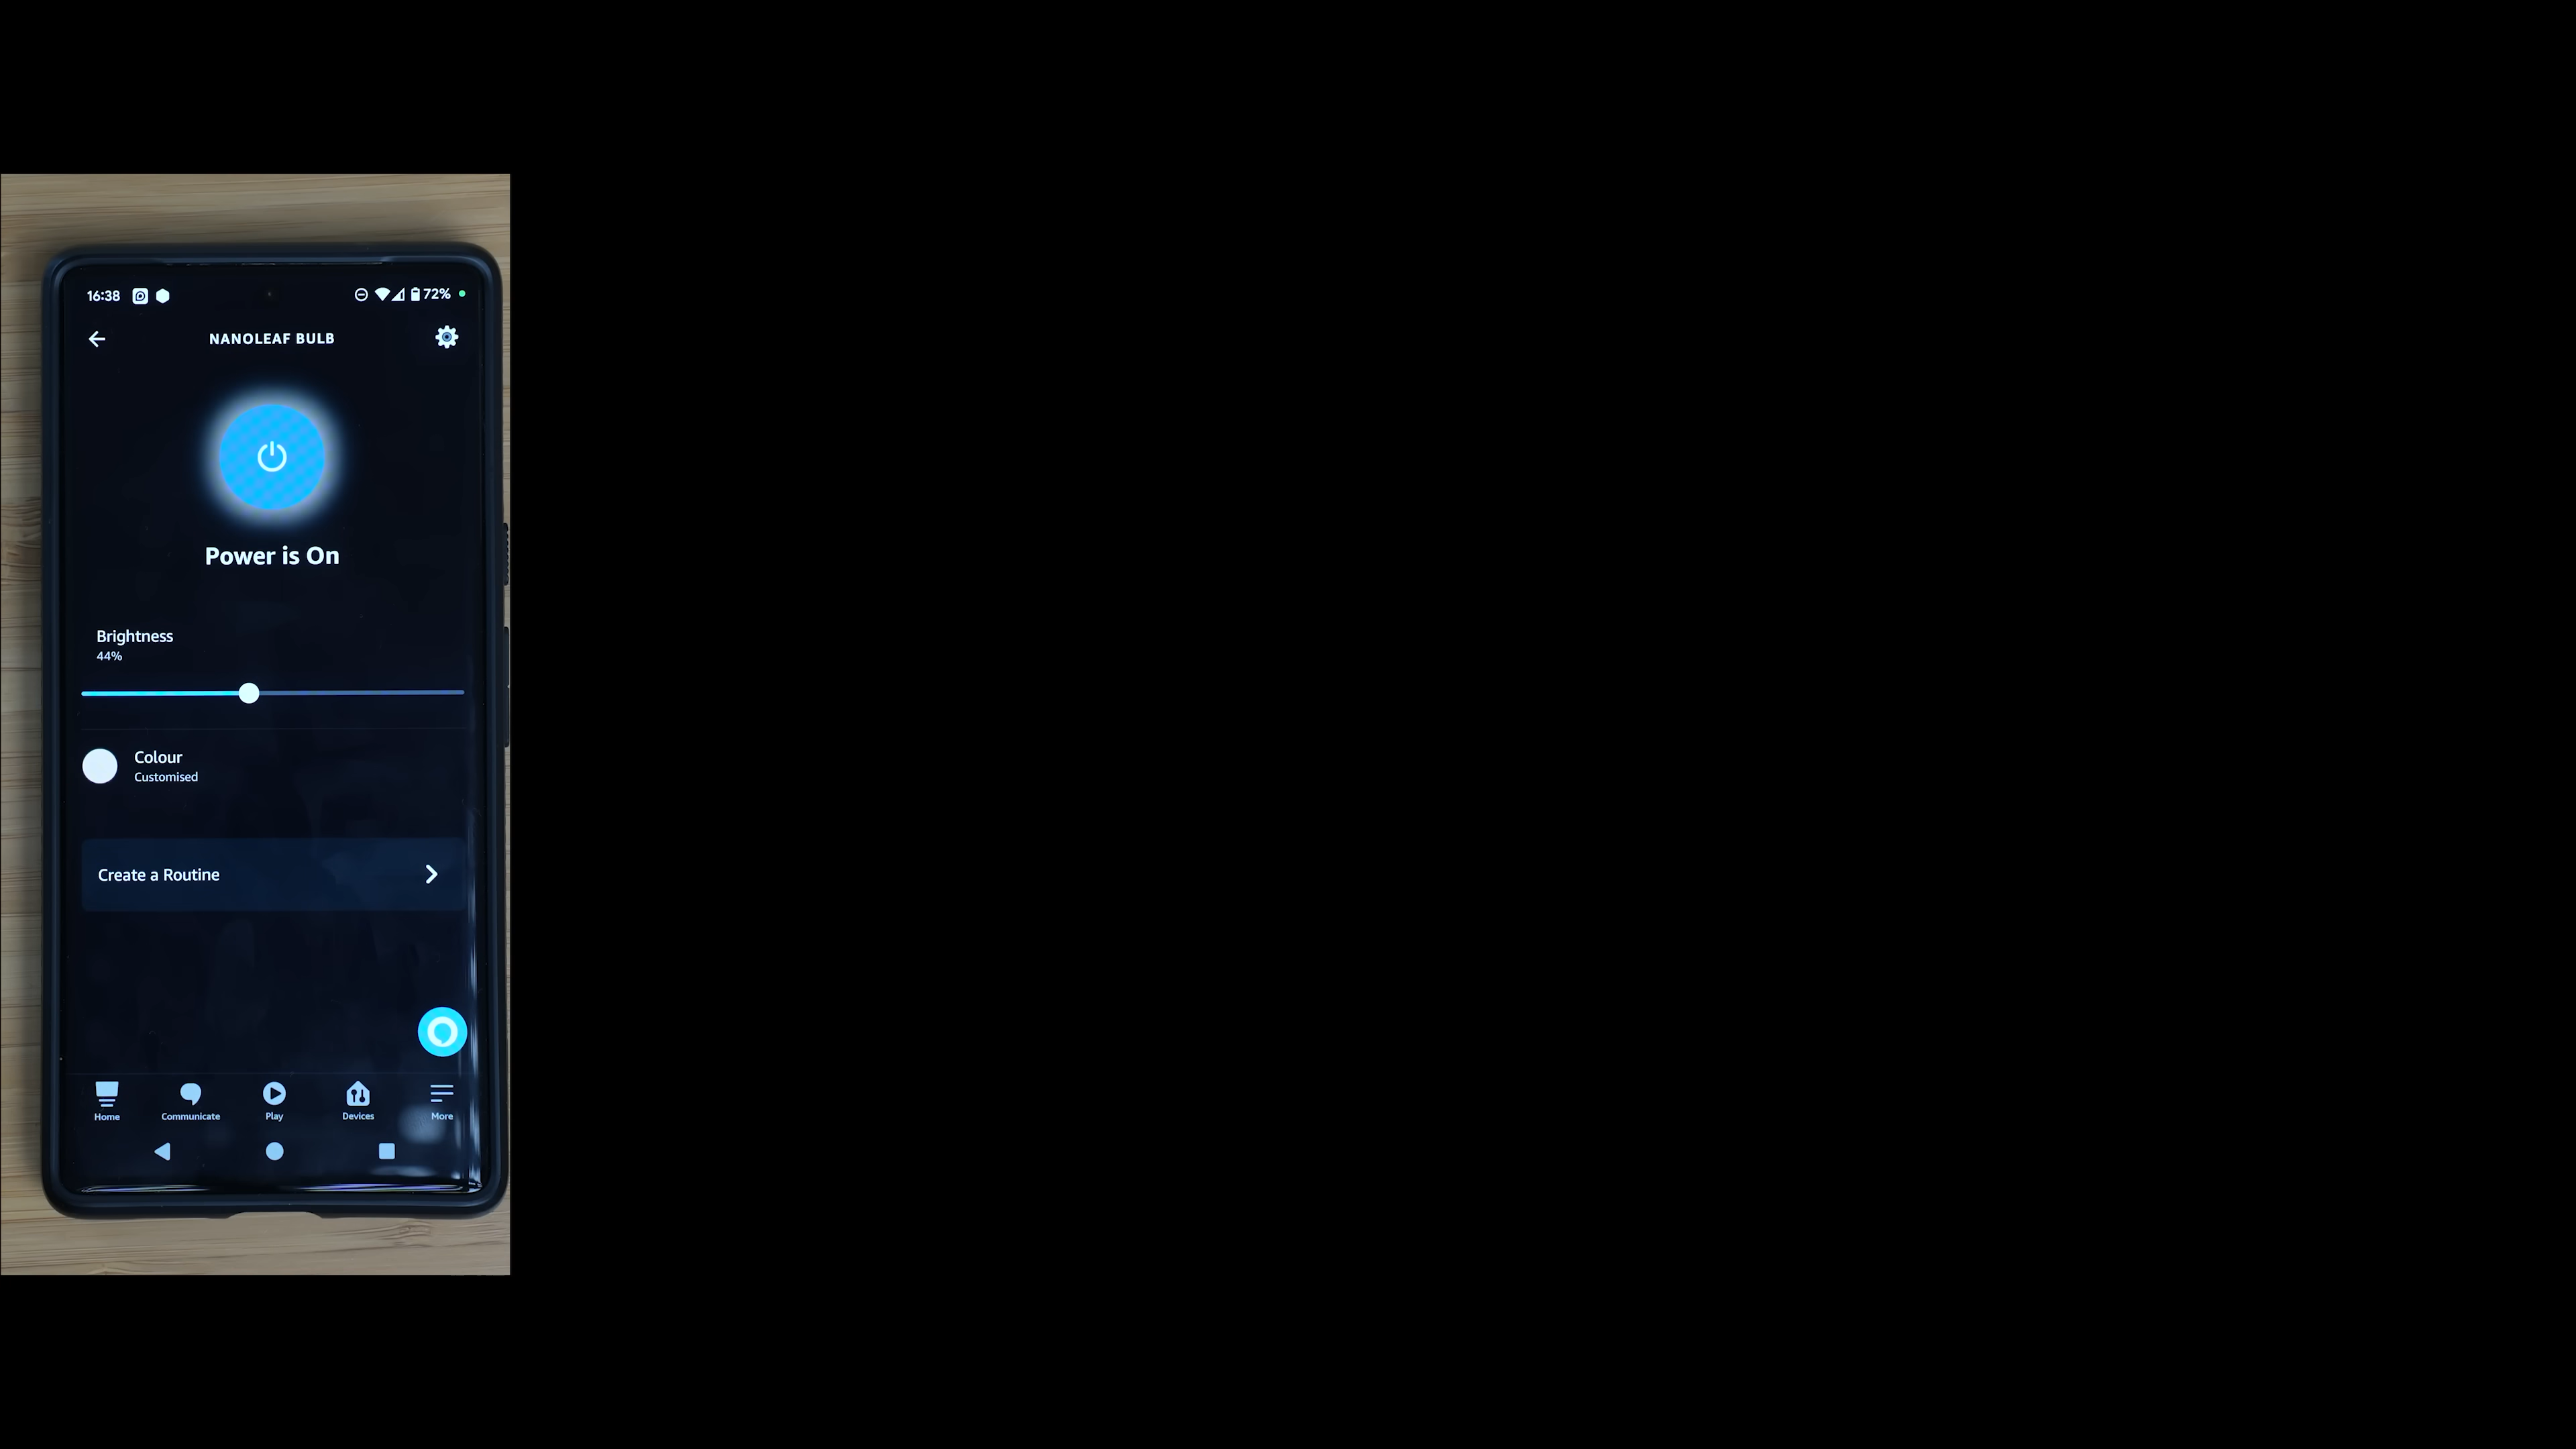 16:38 72%
NANOLEAF BULB
Power is On
Brightness
44%
Colour
Customised
Create a Routine
Home Communicate Play Devices More